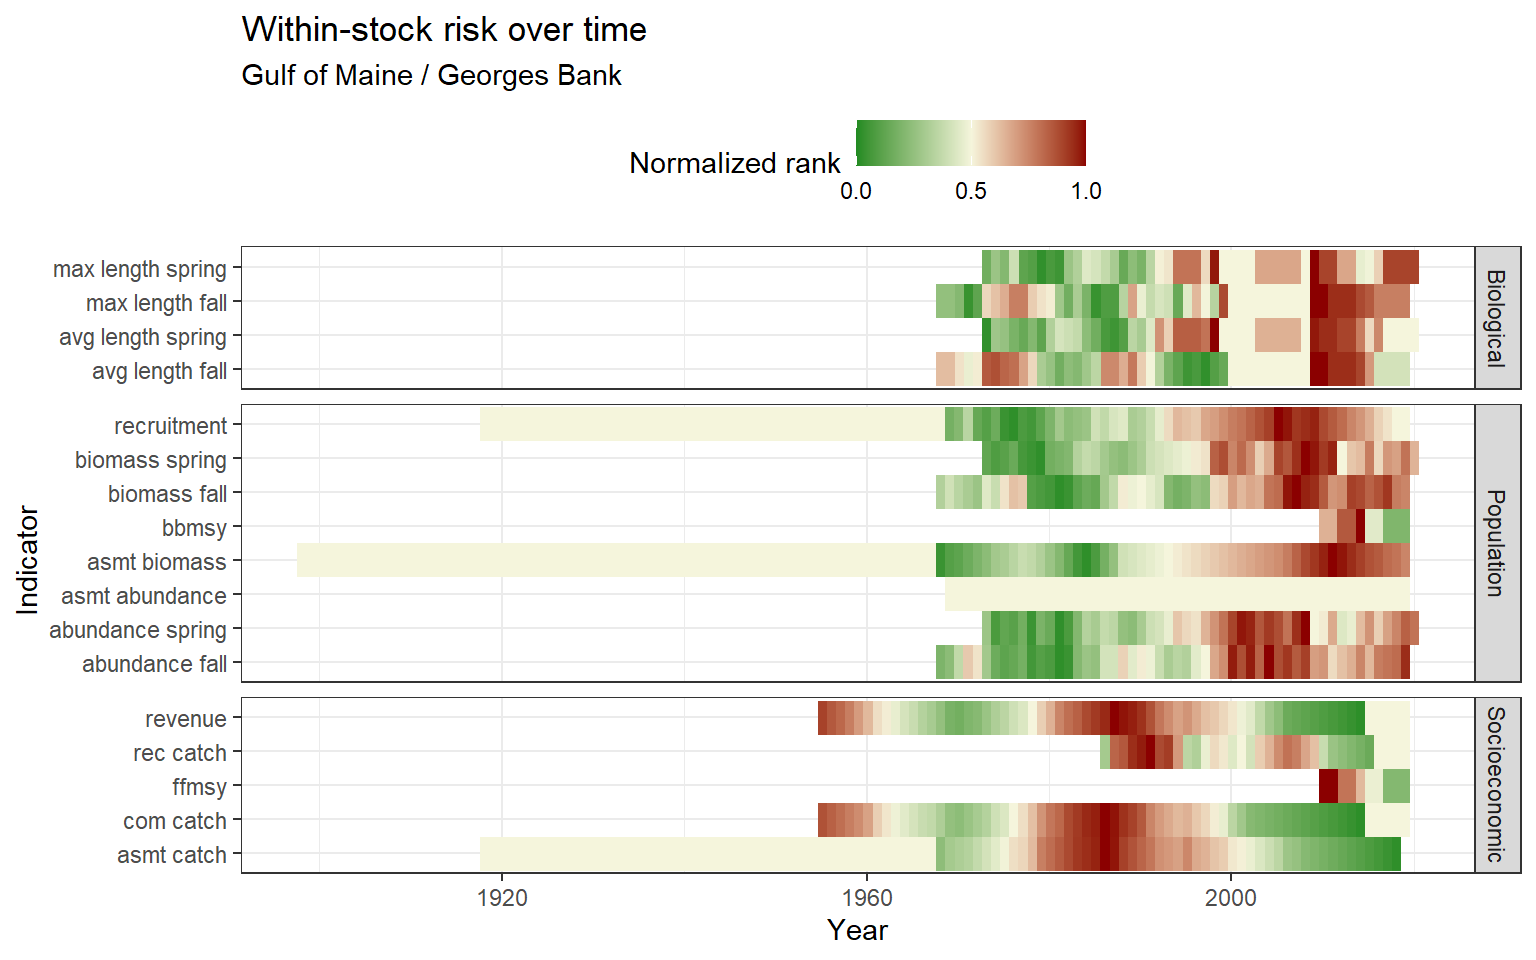 Within-stock risk over time
Gulf of Maine / Georges Bank
Normalized rank
0.0 0.5 1.0
max length spring
max length fall
avg length spring
avg length fall
Biological
recruitment
biomass spring
biomass fall
bbmsy
asmt biomass
asmt abundance
abundance spring
abundance fall
Population
revenue
rec catch
ffmsy
com catch
asmt catch
Socioeconomic
Indicator
1920 1960 2000
Year